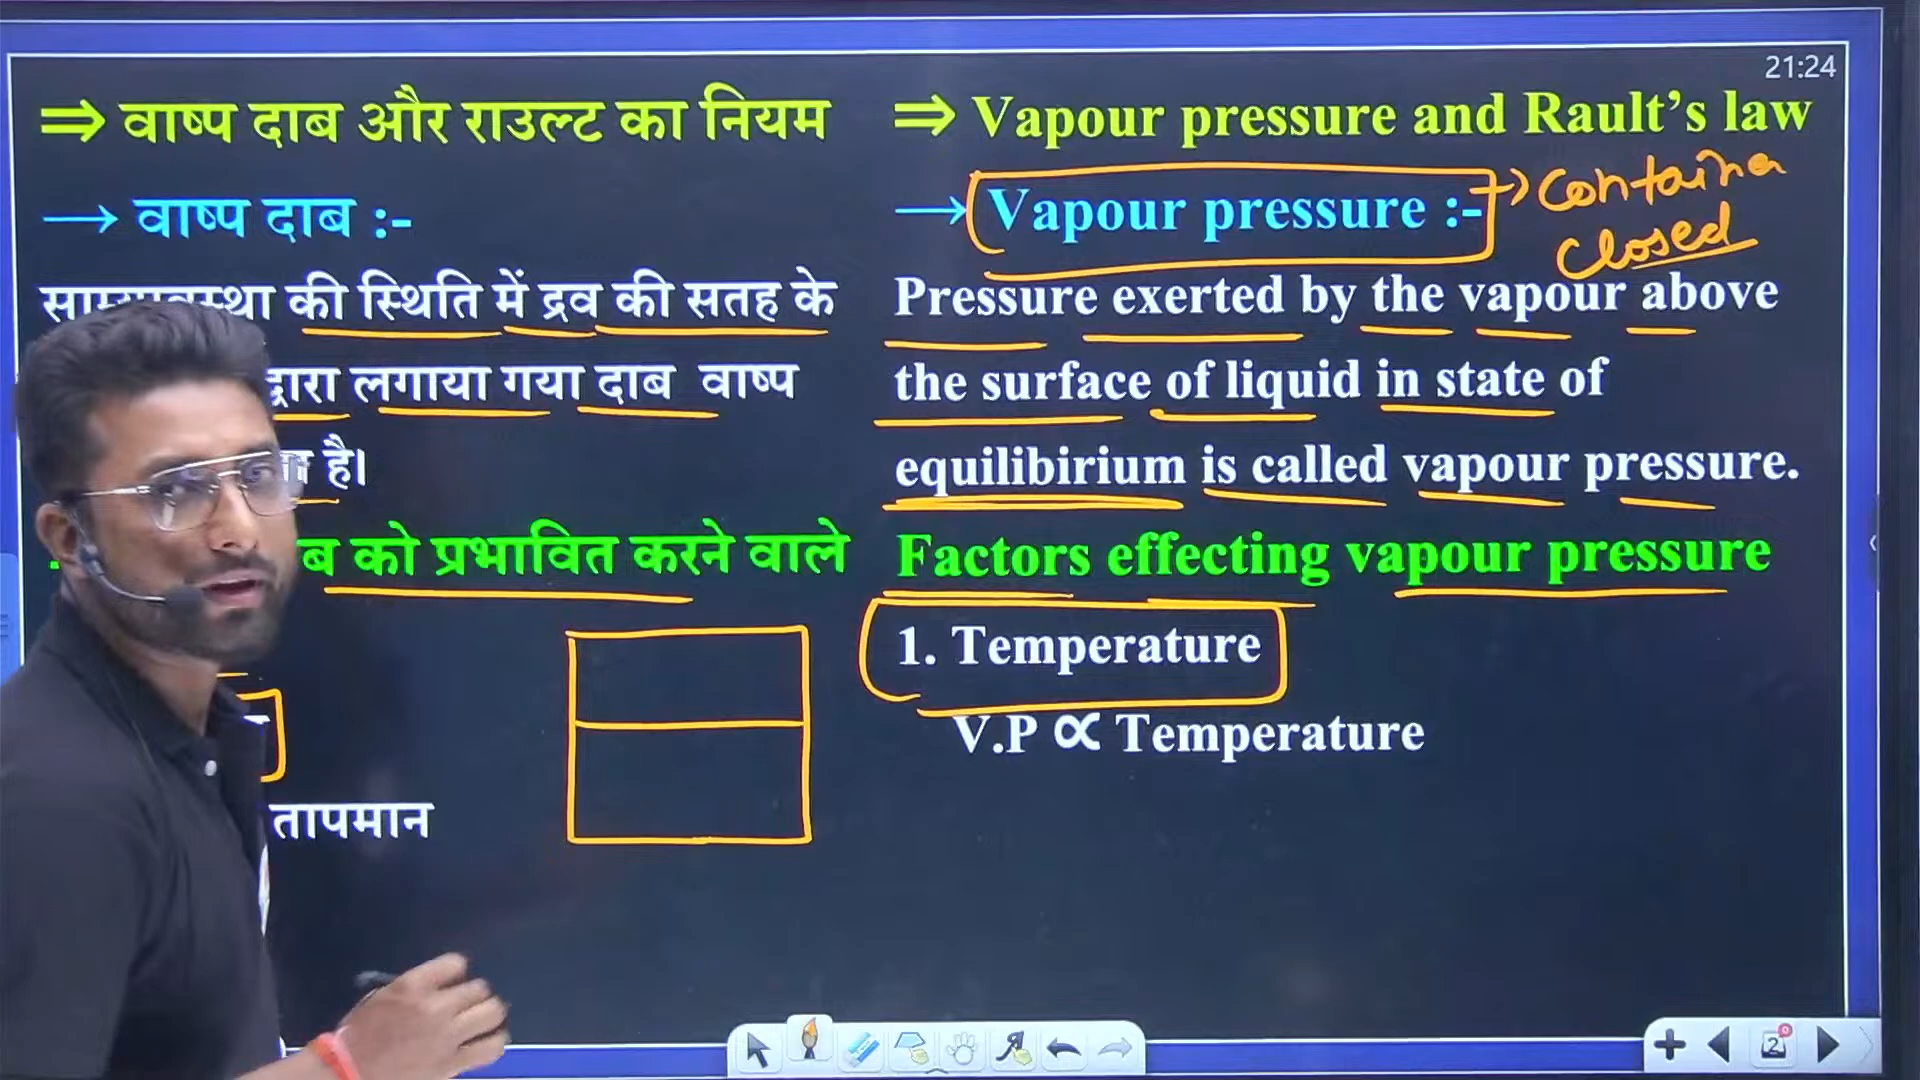 21:24
⇒ वाष्प दाब और राउल्ट का नियम
→ वाष्प दाब :-
की स्थिति में द्रव की सतह के
द्वारा लगाया गया दाब वाष्प
है।
को प्रभावित करने वाले
तापमान
⇒ Vapour pressure and Rault's law
→ Vapour pressure :-
→ container
closed
Pressure exerted by the vapour above
the surface of liquid in state of
equilibirium is called vapour pressure.
Factors effecting vapour pressure
1. Temperature
V.P ∝ Temperature
2